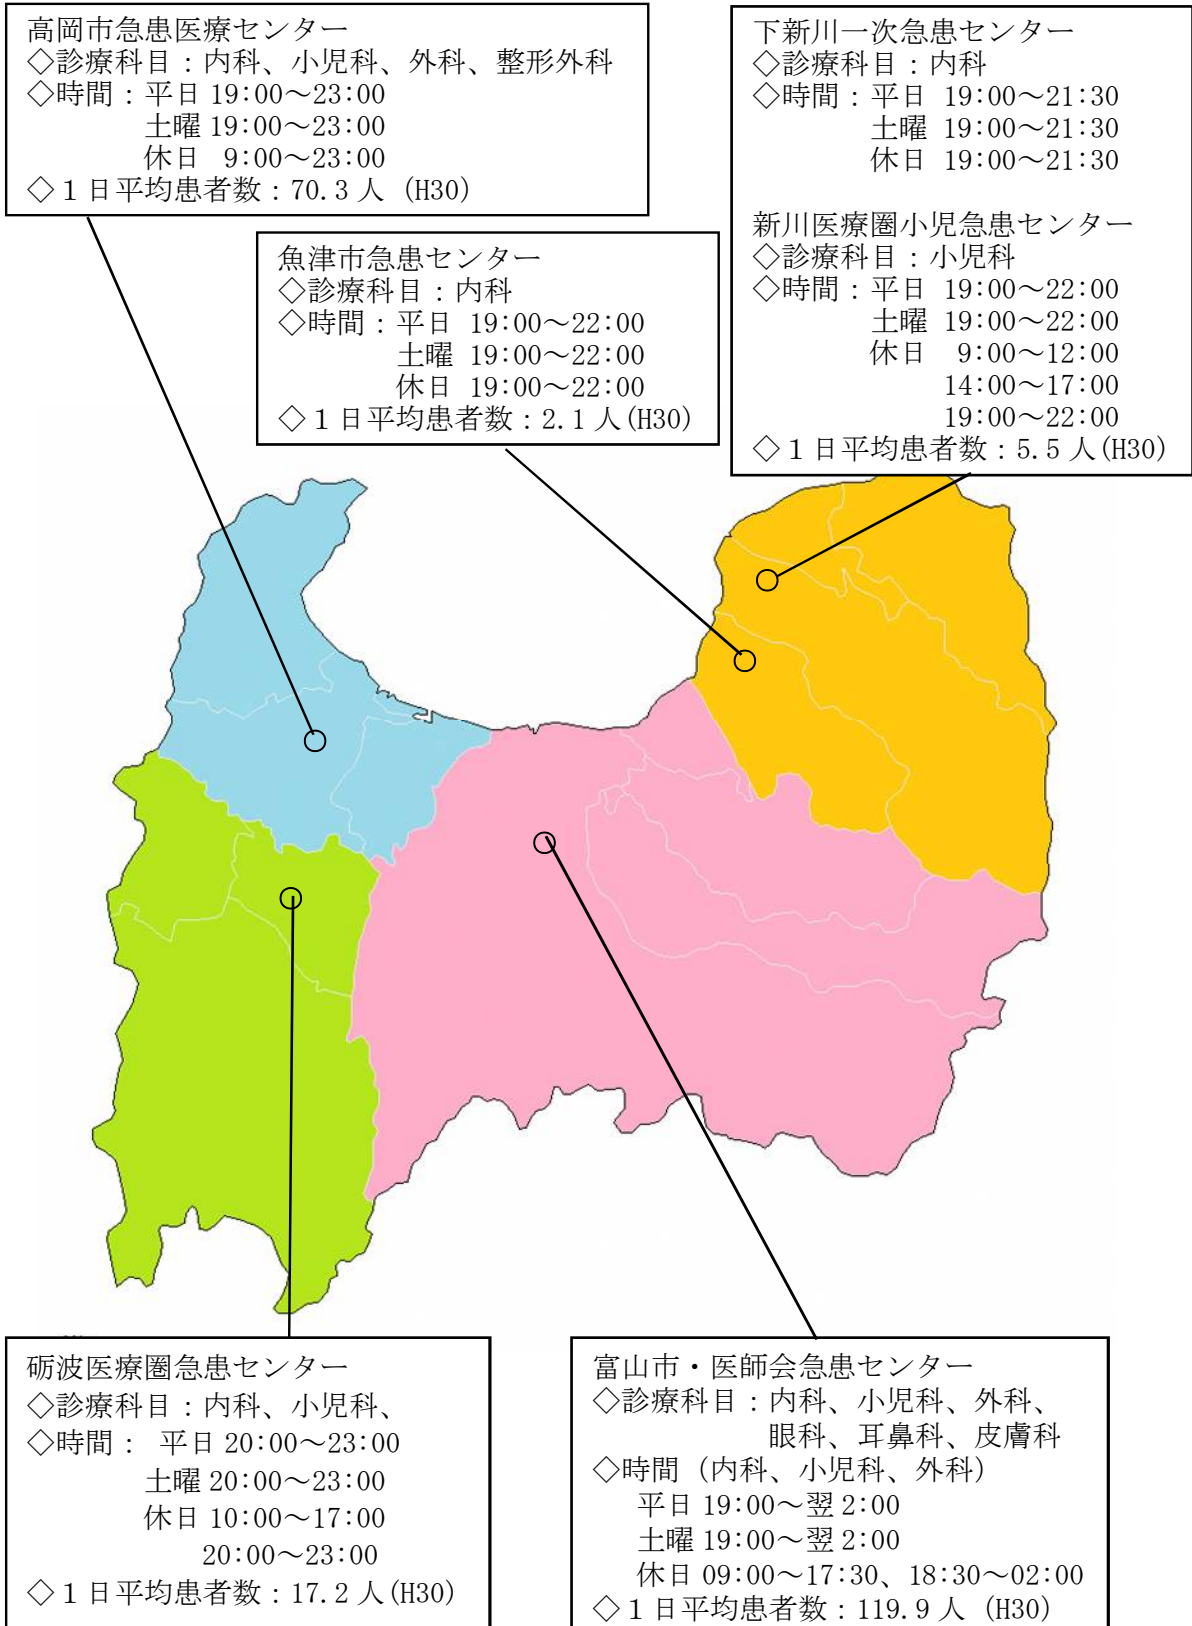 高岡市急患医療センター
◇診療科目：内科、小児科、外科、整形外科
◇時間：平日 19:00～23:00
土曜 19:00～23:00
休日 9:00～23:00
◇１日平均患者数：70.3 人 (H30)
下新川一次急患センター
◇診療科目：内科
◇時間：平日 19:00～21:30
土曜 19:00～21:30
休日 19:00～21:30
新川医療圏小児急患センター
◇診療科目：小児科
◇時間：平日 19:00～22:00
土曜 19:00～22:00
休日 9:00～12:00
14:00～17:00
19:00～22:00
◇１日平均患者数：5.5 人(H30)
魚津市急患センター
◇診療科目：内科
◇時間：平日 19:00～22:00
土曜 19:00～22:00
休日 19:00～22:00
◇１日平均患者数：2.1 人(H30)
砺波医療圏急患センター
◇診療科目：内科、小児科、
◇時間： 平日 20:00～23:00
土曜 20:00～23:00
休日 10:00～17:00
20:00～23:00
◇１日平均患者数：17.2 人(H30)
富山市・医師会急患センター
◇診療科目：内科、小児科、外科、
眼科、耳鼻科、皮膚科
◇時間（内科、小児科、外科）
平日 19:00～翌 2:00
土曜 19:00～翌 2:00
休日 09:00～17:30、18:30～02:00
◇１日平均患者数：119.9 人 (H30)